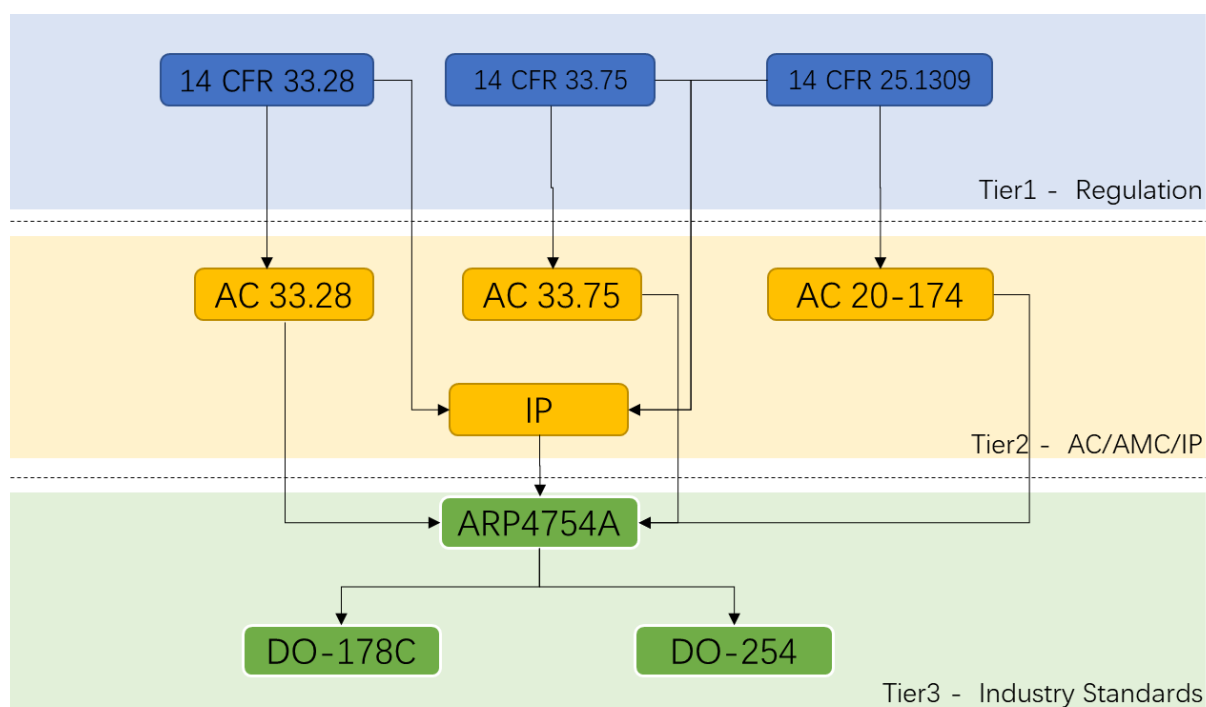 14 CFR 33.28
14 CFR 33.75
14 CFR 25.1309
Tier1 - Regulation
AC 33.28
AC 33.75
AC 20-174
IP
Tier2 - AC/AMC/IP
ARP4754A
DO-178C
DO-254
Tier3 - Industry Standards